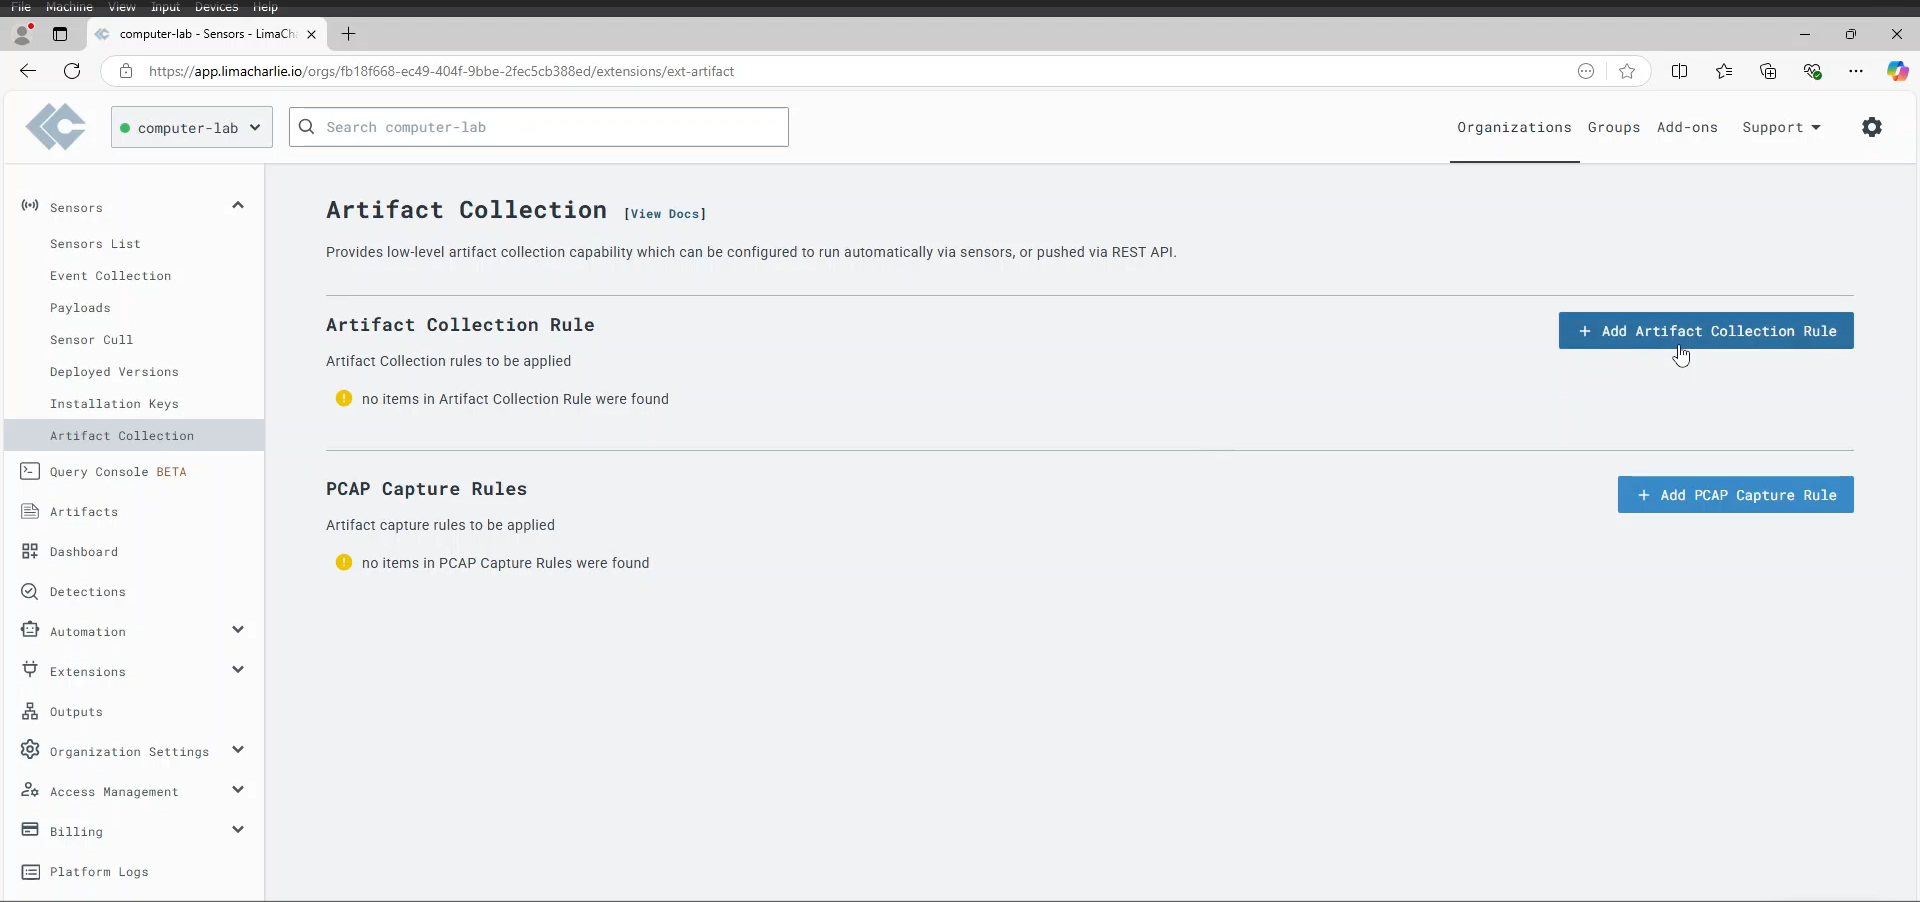 File Machine View Input Devices Help
computer-lab - Sensors - LimaCh
https://app.limacharlie.io/orgs/fb18f668-ec49-404f-9bbe-2fec5cb388ed/extensions/ext-artifact
computer-lab
Search computer-lab
Organizations Groups Add-ons Support
Sensors
Sensors List
Event Collection
Payloads
Sensor Cull
Deployed Versions
Installation Keys
Artifact Collection
Query Console BETA
Artifacts
Dashboard
Detections
Automation
Extensions
Outputs
Organization Settings
Access Management
Billing
Platform Logs
Artifact Collection [View Docs]
Provides low-level artifact collection capability which can be configured to run automatically via sensors, or pushed via REST API.
Artifact Collection Rule
+ Add Artifact Collection Rule
Artifact Collection rules to be applied
no items in Artifact Collection Rule were found
PCAP Capture Rules
+ Add PCAP Capture Rule
Artifact capture rules to be applied
no items in PCAP Capture Rules were found